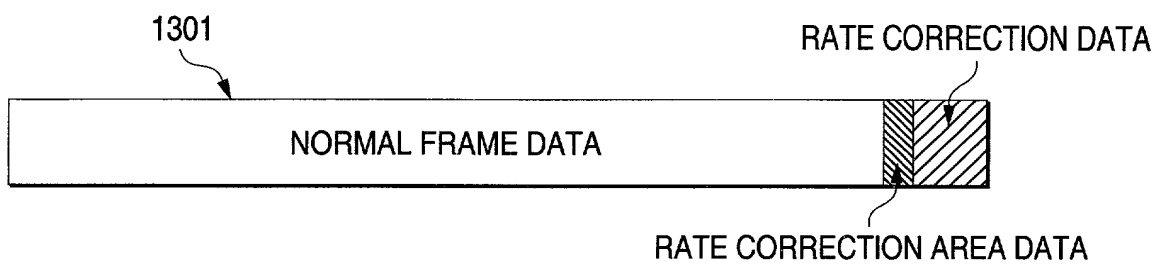 1301
RATE CORRECTION DATA
NORMAL FRAME DATA
RATE CORRECTION AREA DATA